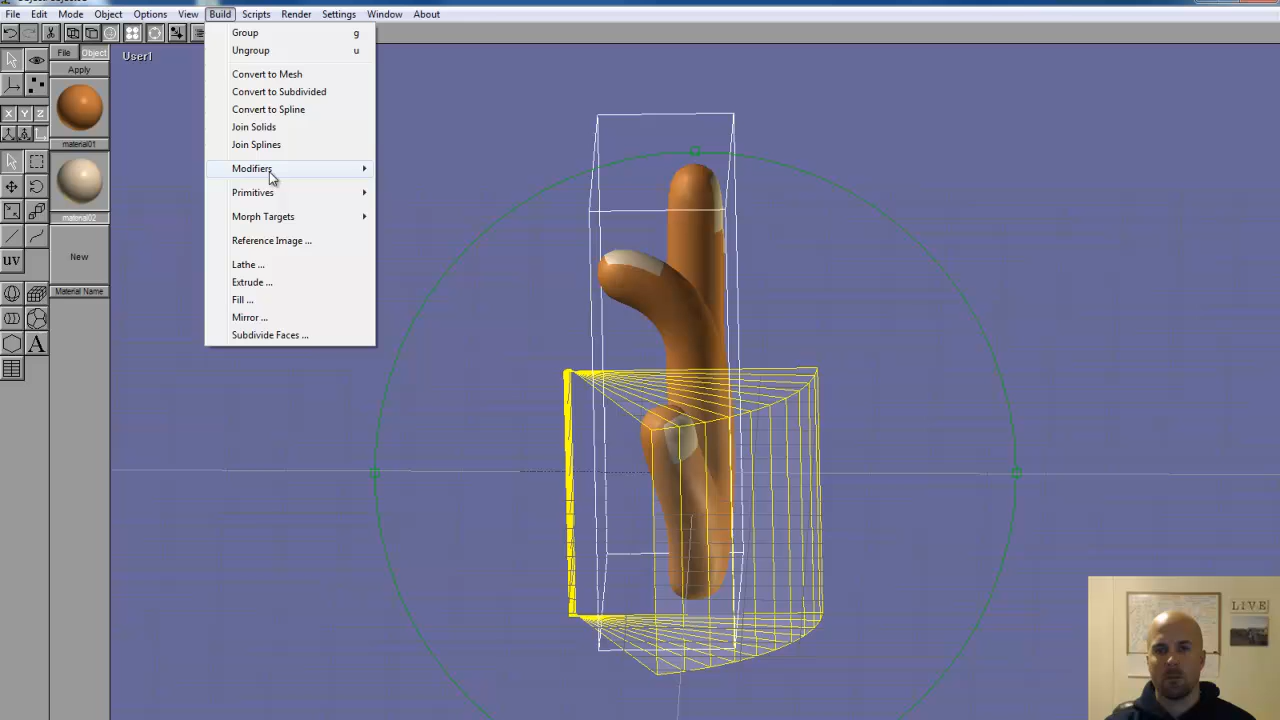 File Edit Mode Object Options View Build Scripts Render Settings Window About
File Object
Apply
material01
material02
New
Material Name
X Y Z
uv
A
User1
Group g
Ungroup u
Convert to Mesh
Convert to Subdivided
Convert to Spline
Join Solids
Join Splines
Modifiers
Primitives
Morph Targets
Reference Image ...
Lathe ...
Extrude ...
Fill ...
Mirror ...
Subdivide Faces ...
LIVE